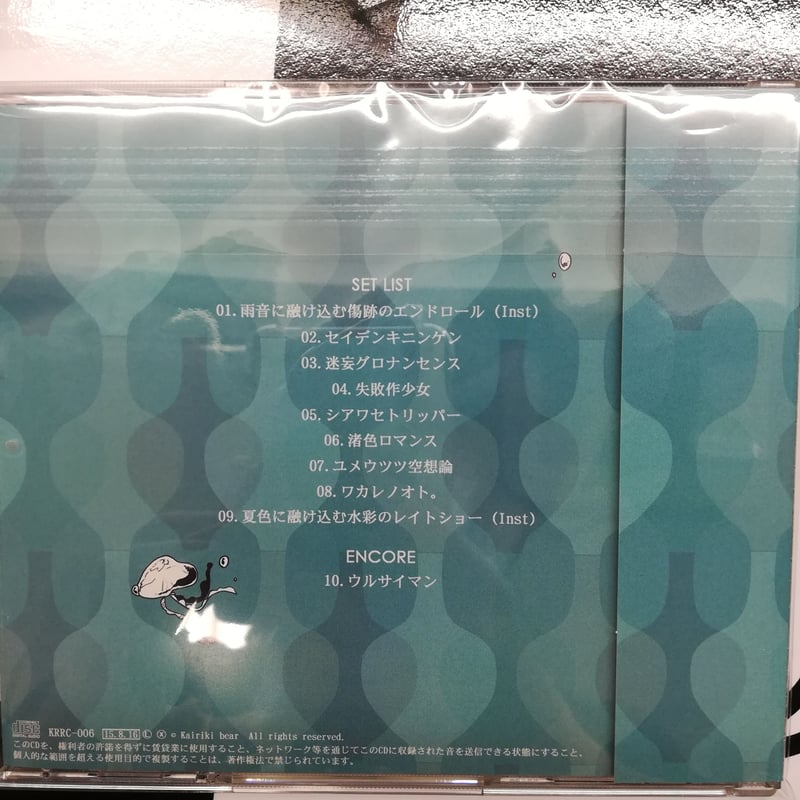 SET LIST
01. 雨音に融け込む傷跡のエンドロール (Inst)
02. セイデンキニンゲン
03. 迷妄グロナンセンス
04. 失敗作少女
05. シアワセトリッパー
06. 渚色ロマンス
07. ユメウツツ空想論
08. ワカレノオト。
09. 夏色に融け込む水彩のレイトショー (Inst)
ENCORE
10. ウルサイマン
COMPACT disc DIGITAL AUDIO
KRRC-006 15.8.16 Ⓛ Ⓧ © Kairiki bear All rights reserved.
このCDを、権利者の許諾を得ずに賃貸業に使用すること、ネットワーク等を通じてこのCDに収録された音を送信できる状態にすること、
個人的な範囲を超える使用目的で複製することは、著作権法で禁じられています。